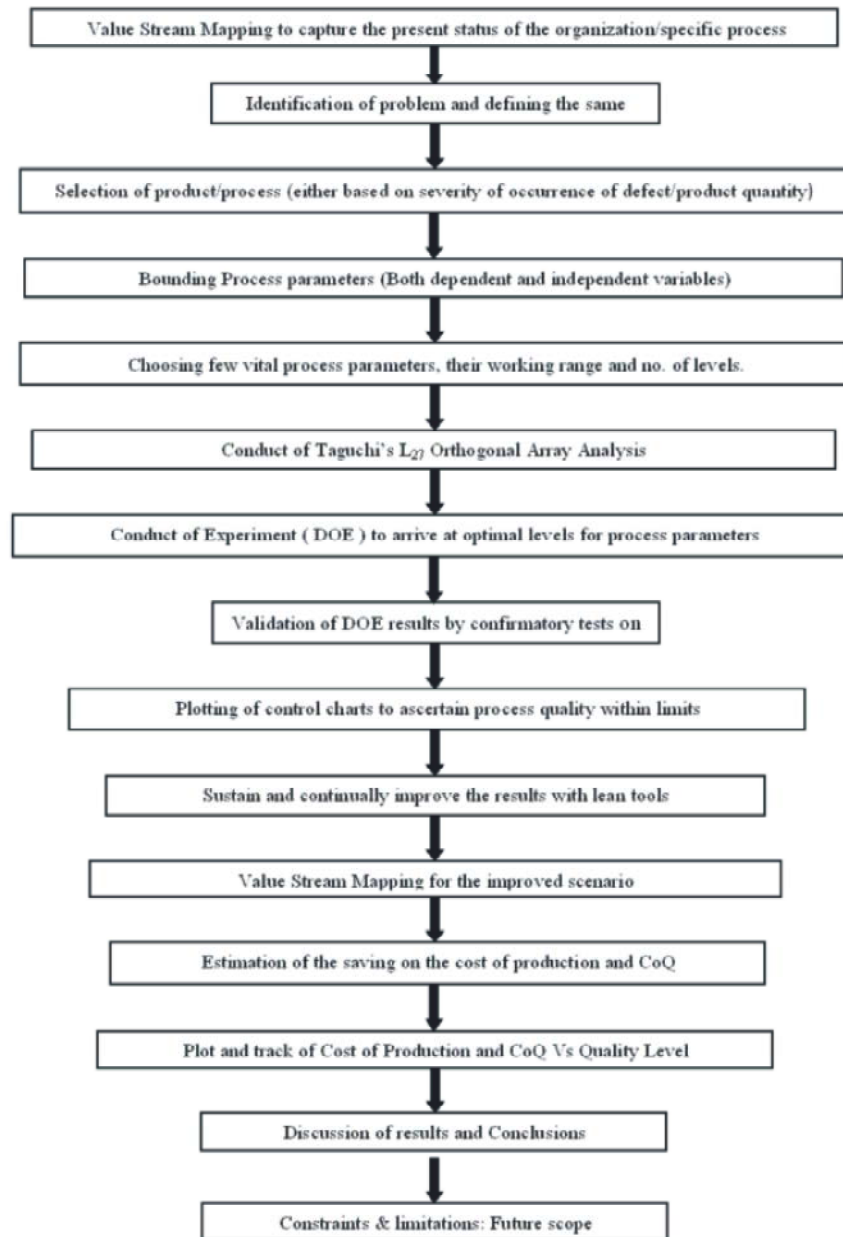 Value Stream Mapping to capture the present status of the organization/specific process
Identification of problem and defining the same
Selection of product/process (either based on severity of occurrence of defect/product quantity)
Bounding Process parameters (Both dependent and independent variables)
Choosing few vital process parameters, their working range and no. of levels.
Conduct of Taguchi's L₂₇ Orthogonal Array Analysis
Conduct of Experiment ( DOE ) to arrive at optimal levels for process parameters
Validation of DOE results by confirmatory tests on
Plotting of control charts to ascertain process quality within limits
Sustain and continually improve the results with lean tools
Value Stream Mapping for the improved scenario
Estimation of the saving on the cost of production and CoQ
Plot and track of Cost of Production and CoQ Vs Quality Level
Discussion of results and Conclusions
Constraints & limitations: Future scope